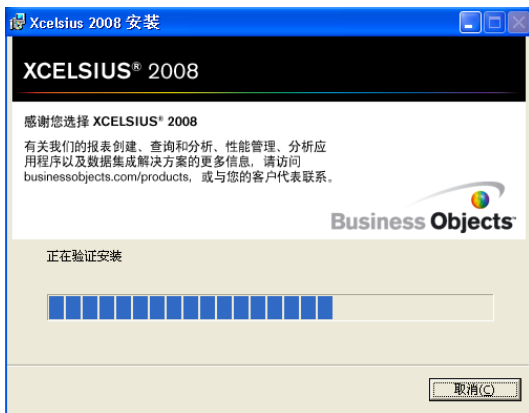 Xcelsius 2008 安装
XCELSIUS® 2008
感谢您选择 XCELSIUS® 2008
有关我们的报表创建、查询和分析、性能管理、分析应
用程序以及数据集成解决方案的更多信息，请访问
businessobjects.com/products，或与您的客户代表联系。
Business Objects
正在验证安装
取消(C)